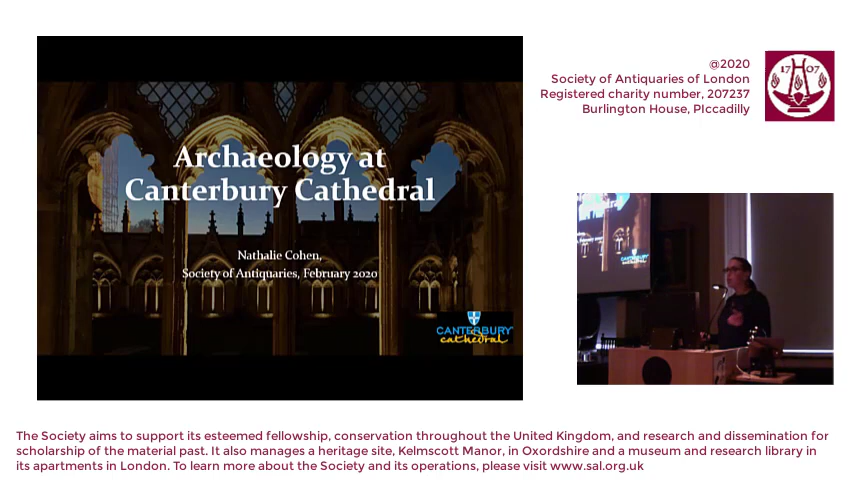 Archaeology at
Canterbury Cathedral
Nathalie Cohen,
Society of Antiquaries, February 2020
CANTERBURY
cathedral
@2020
Society of Antiquaries of London
Registered charity number, 207237
Burlington House, PIccadilly
17 07
The Society aims to support its esteemed fellowship, conservation throughout the United Kingdom, and research and dissemination for
scholarship of the material past. It also manages a heritage site, Kelmscott Manor, in Oxordshire and a museum and research library in
its apartments in London. To learn more about the Society and its operations, please visit www.sal.org.uk